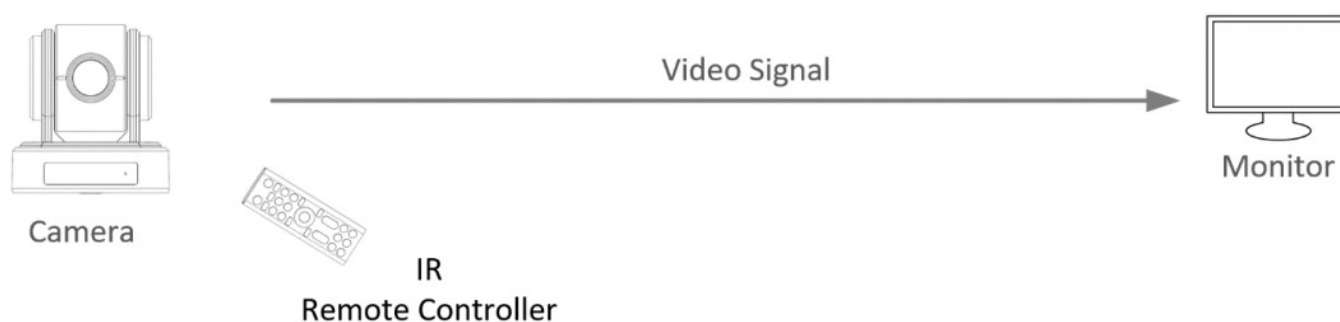 Video Signal
Monitor
Camera
IR
Remote Controller